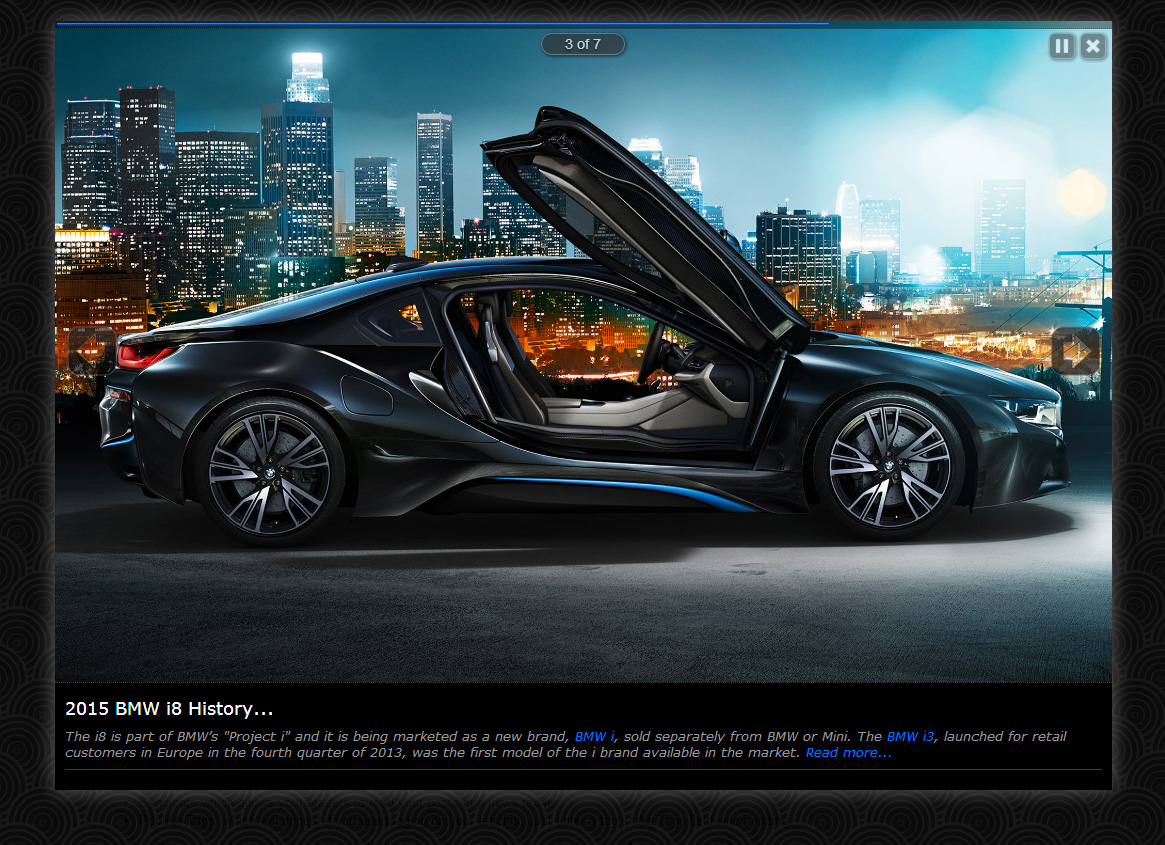 3 of 7
2015 BMW i8 History...
The i8 is part of BMW’s "Project i" and it is being marketed as a new brand, BMW i, sold separately from BMW or Mini. The BMW i3, launched for retail
customers in Europe in the fourth quarter of 2013, was the first model of the i brand available in the market. Read more...